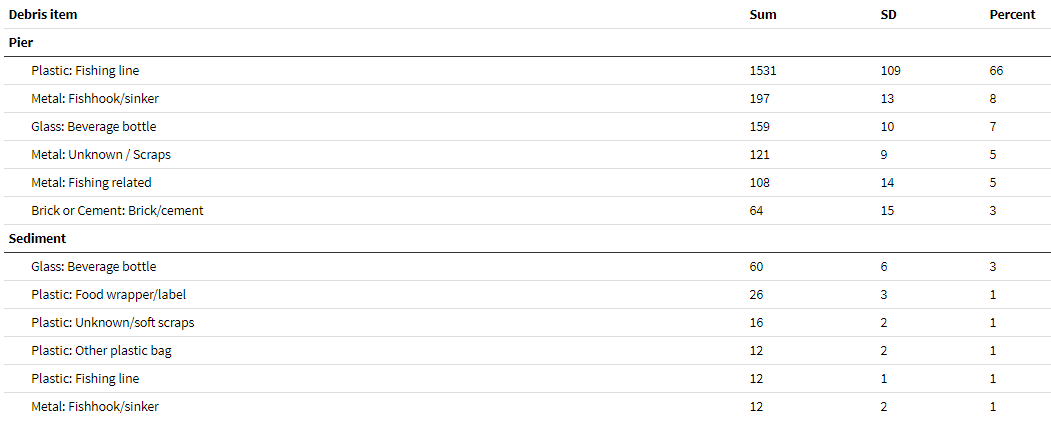 Debris item Sum SD Percent
Pier
Plastic: Fishing line 1531 109 66
Metal: Fishhook/sinker 197 13 8
Glass: Beverage bottle 159 10 7
Metal: Unknown / Scraps 121 9 5
Metal: Fishing related 108 14 5
Brick or Cement: Brick/cement 64 15 3
Sediment
Glass: Beverage bottle 60 6 3
Plastic: Food wrapper/label 26 3 1
Plastic: Unknown/soft scraps 16 2 1
Plastic: Other plastic bag 12 2 1
Plastic: Fishing line 12 1 1
Metal: Fishhook/sinker 12 2 1